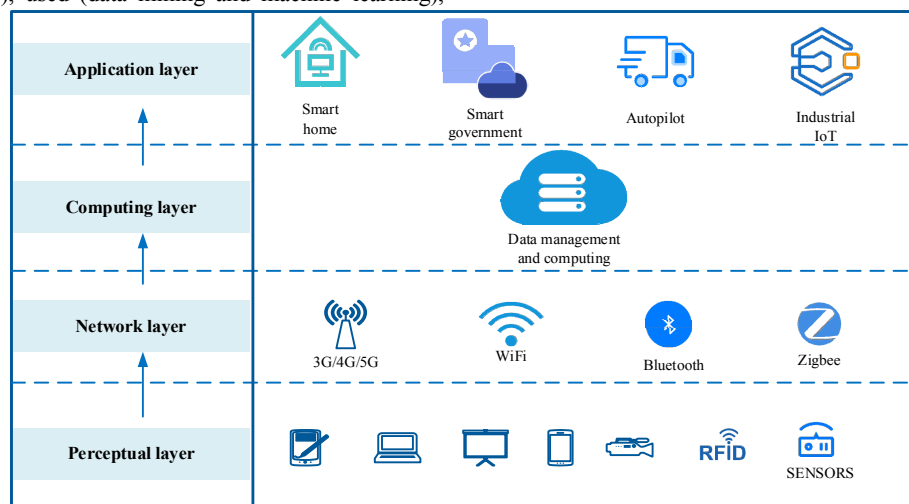 used (data mining and machine learning),
Application layer
Smart
home
Smart
government
Autopilot
Industrial
IoT
Computing layer
Data management
and computing
Network layer
3G/4G/5G
WiFi
Bluetooth
Zigbee
Perceptual layer
RFID
SENSORS